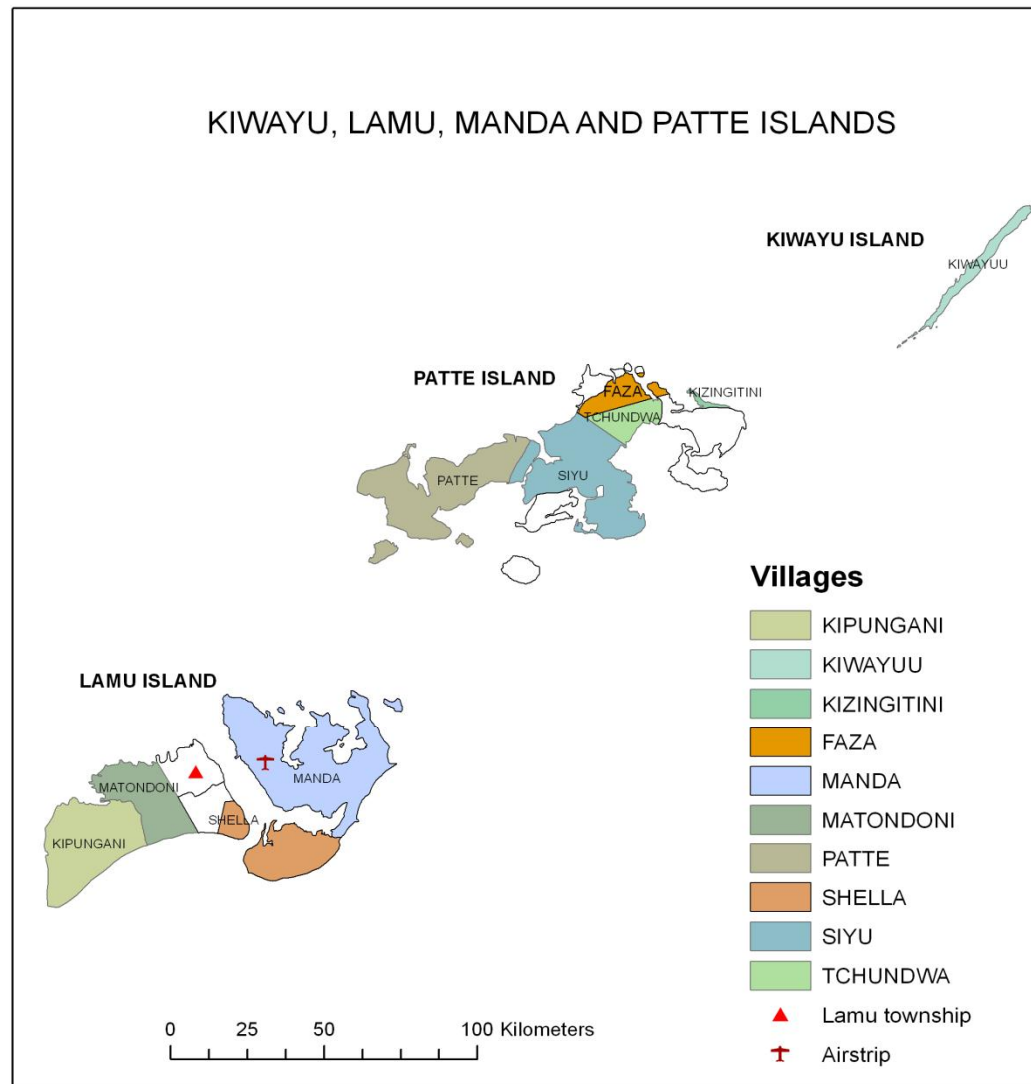 KIWAYU, LAMU, MANDA AND PATTE ISLANDS
KIWAYU ISLAND
KIWAYUU
PATTE ISLAND
FAZA
KIZINGITINI
TCHUNDWA
PATTE
SIYU
LAMU ISLAND
MANDA
MATONDONI
SHELLA
KIPUNGANI
Villages
KIPUNGANI
KIWAYUU
KIZINGITINI
FAZA
MANDA
MATONDONI
PATTE
SHELLA
SIYU
TCHUNDWA
Lamu township
Airstrip
0 25 50 100 Kilometers